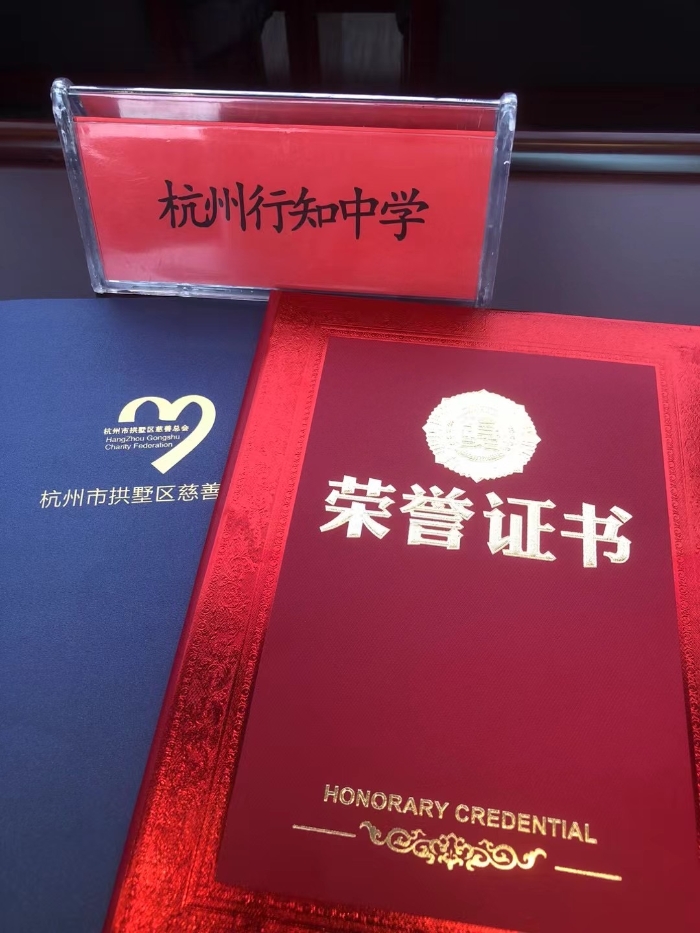 杭州行知中学
杭州市拱墅区慈善总会
HangZhou Gongshu
Charity Federation
杭州市拱墅区慈善
荣誉证书
HONORARY CREDENTIAL